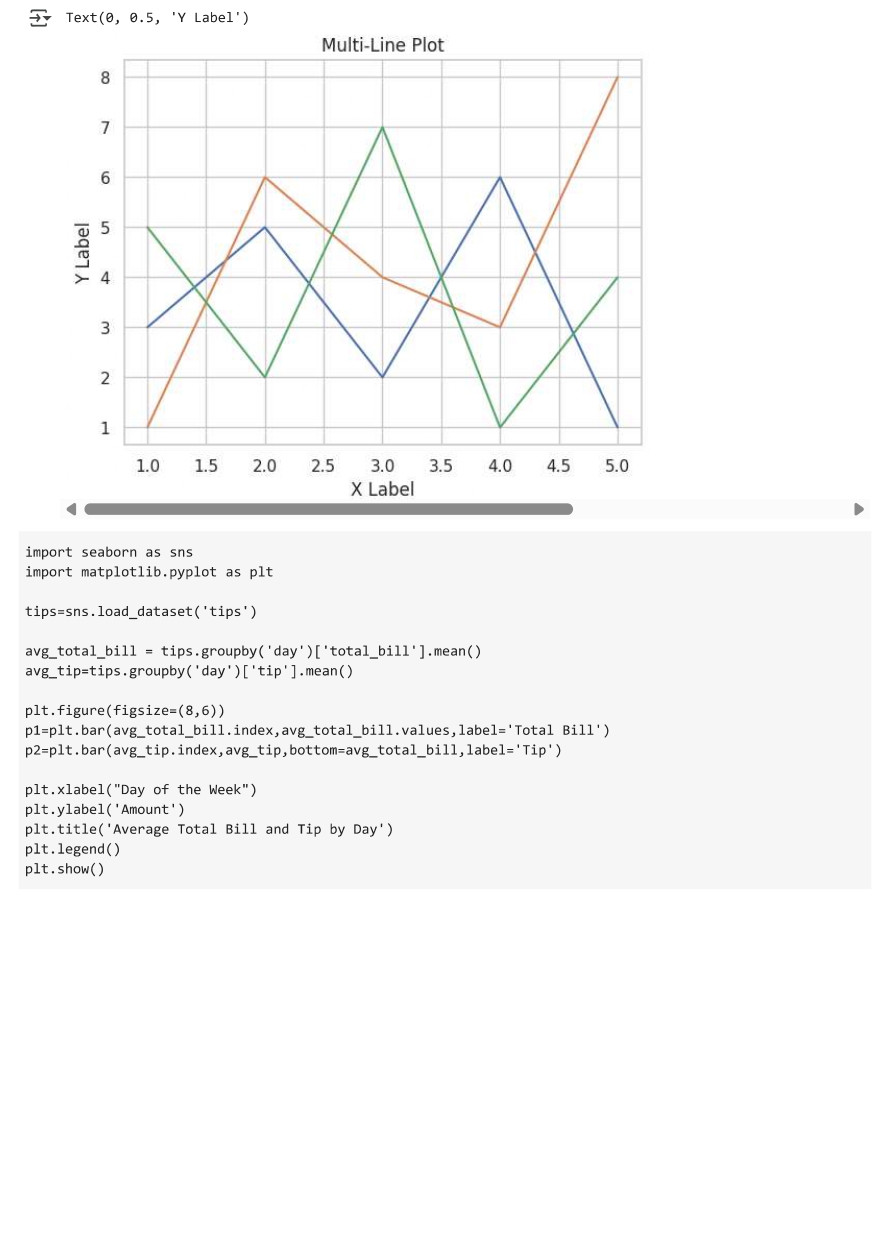 Text(0, 0.5, 'Y Label')
Multi-Line Plot
8
7
6
5
4
3
2
1
Y Label
1.0 1.5 2.0 2.5 3.0 3.5 4.0 4.5 5.0
X Label
import seaborn as sns
import matplotlib.pyplot as plt
tips=sns.load_dataset('tips')
avg_total_bill = tips.groupby('day')['total_bill'].mean()
avg_tip=tips.groupby('day')['tip'].mean()
plt.figure(figsize=(8,6))
p1=plt.bar(avg_total_bill.index,avg_total_bill.values,label='Total Bill')
p2=plt.bar(avg_tip.index,avg_tip,bottom=avg_total_bill,label='Tip')
plt.xlabel("Day of the Week")
plt.ylabel('Amount')
plt.title('Average Total Bill and Tip by Day')
plt.legend()
plt.show()